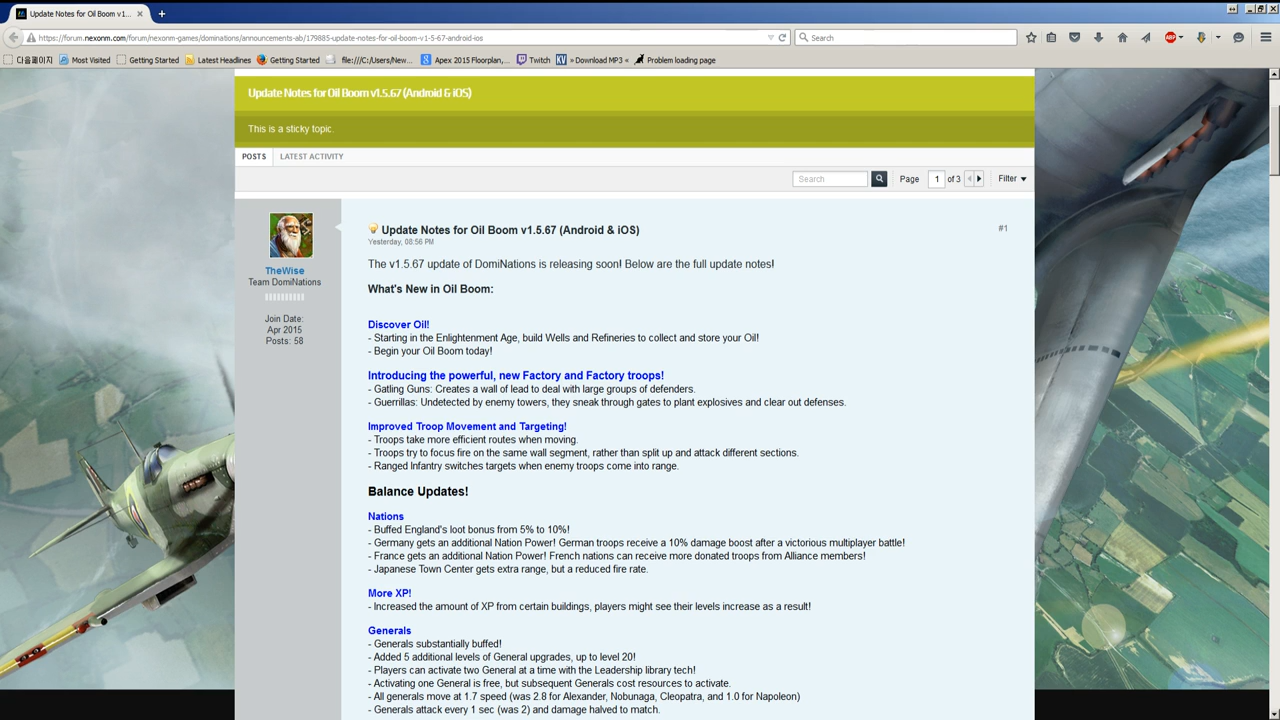 Update Notes for Oil Boom v1...
https://forum.nexonm.com/forum/nexonm-games/dominations/announcements-ab/179885-update-notes-for-oil-boom-v1-5-67-android-ios
Search
ABP
다음페이지 Most Visited Getting Started Latest Headlines Getting Started file:///C:/Users/New... Apex 2015 Floorplan,... Twitch » Download MP3 « Problem loading page
Update Notes for Oil Boom v1.5.67 (Android & iOS)
This is a sticky topic.
POSTS LATEST ACTIVITY
Search Page 1 of 3 Filter
Update Notes for Oil Boom v1.5.67 (Android & iOS) #1
Yesterday, 08:56 PM
TheWise
Team DomiNations
Join Date:
Apr 2015
Posts: 58
The v1.5.67 update of DomiNations is releasing soon! Below are the full update notes!
What's New in Oil Boom:
Discover Oil!
- Starting in the Enlightenment Age, build Wells and Refineries to collect and store your Oil!
- Begin your Oil Boom today!
Introducing the powerful, new Factory and Factory troops!
- Gatling Guns: Creates a wall of lead to deal with large groups of defenders.
- Guerrillas: Undetected by enemy towers, they sneak through gates to plant explosives and clear out defenses.
Improved Troop Movement and Targeting!
- Troops take more efficient routes when moving.
- Troops try to focus fire on the same wall segment, rather than split up and attack different sections.
- Ranged Infantry switches targets when enemy troops come into range.
Balance Updates!
Nations
- Buffed England's loot bonus from 5% to 10%!
- Germany gets an additional Nation Power! German troops receive a 10% damage boost after a victorious multiplayer battle!
- France gets an additional Nation Power! French nations can receive more donated troops from Alliance members!
- Japanese Town Center gets extra range, but a reduced fire rate.
More XP!
- Increased the amount of XP from certain buildings, players might see their levels increase as a result!
Generals
- Generals substantially buffed!
- Added 5 additional levels of General upgrades, up to level 20!
- Players can activate two General at a time with the Leadership library tech!
- Activating one General is free, but subsequent Generals cost resources to activate.
- All generals move at 1.7 speed (was 2.8 for Alexander, Nobunaga, Cleopatra, and 1.0 for Napoleon)
- Generals attack every 1 sec (was 2) and damage halved to match.